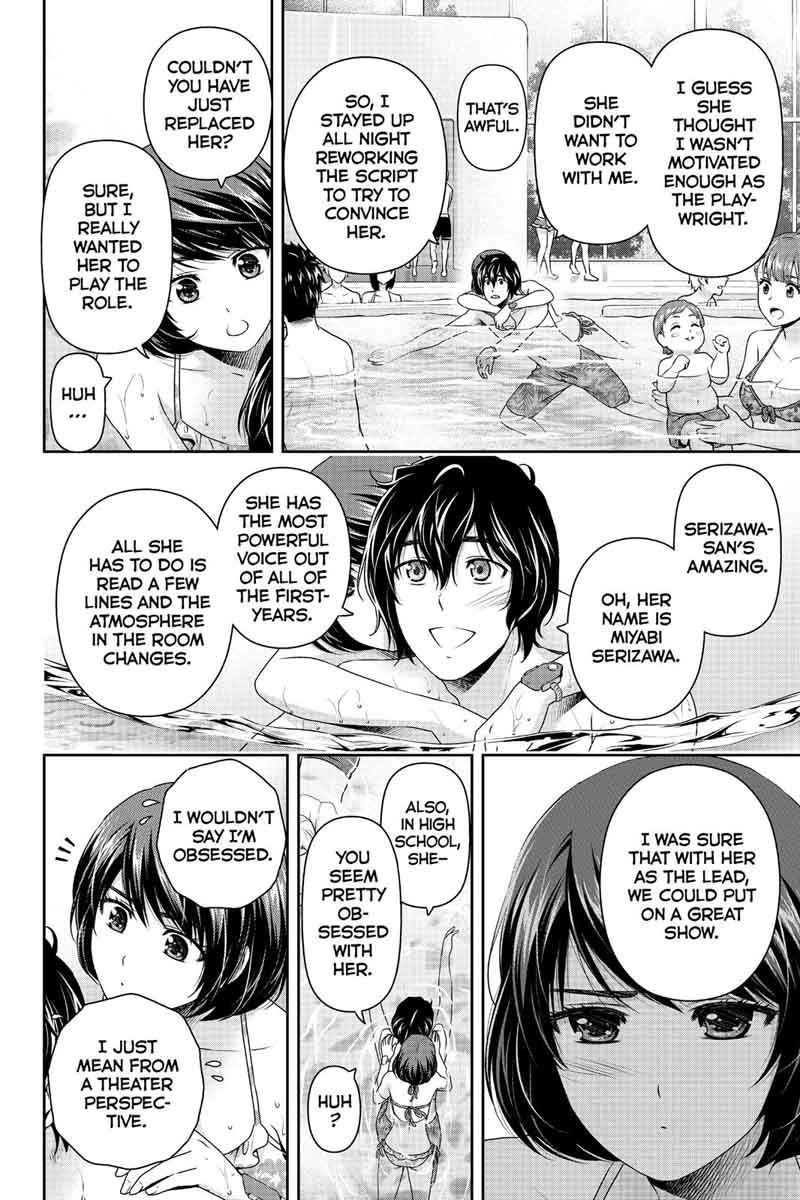 I GUESS
SHE
THOUGHT
I WASN'T
MOTIVATED
ENOUGH AS
THE PLAY-
WRIGHT.
SHE
DIDN'T
WANT TO
WORK
WITH ME.
THAT'S
AWFUL.
SO, I
STAYED UP
ALL NIGHT
REWORKING
THE SCRIPT
TO TRY TO
CONVINCE
HER.
COULDN'T
YOU HAVE
JUST
REPLACED
HER?
SURE,
BUT I
REALLY
WANTED
HER TO
PLAY THE
ROLE.
HUH
...
SERIZAWA-
SAN'S
AMAZING.
OH, HER
NAME IS
MIYABI
SERIZAWA.
SHE HAS
THE MOST
POWERFUL
VOICE OUT
OF ALL OF
THE FIRST-
YEARS.
ALL SHE
HAS TO DO IS
READ A FEW
LINES AND THE
ATMOSPHERE
IN THE ROOM
CHANGES.
I WAS SURE
THAT WITH HER
AS THE LEAD,
WE COULD PUT
ON A GREAT
SHOW.
ALSO,
IN HIGH
SCHOOL,
SHE–
YOU
SEEM
PRETTY
OB-
SESSED
WITH
HER.
HUH
?
I WOULDN'T
SAY I'M
OBSESSED.
I JUST
MEAN FROM
A THEATER
PERSPEC-
TIVE.